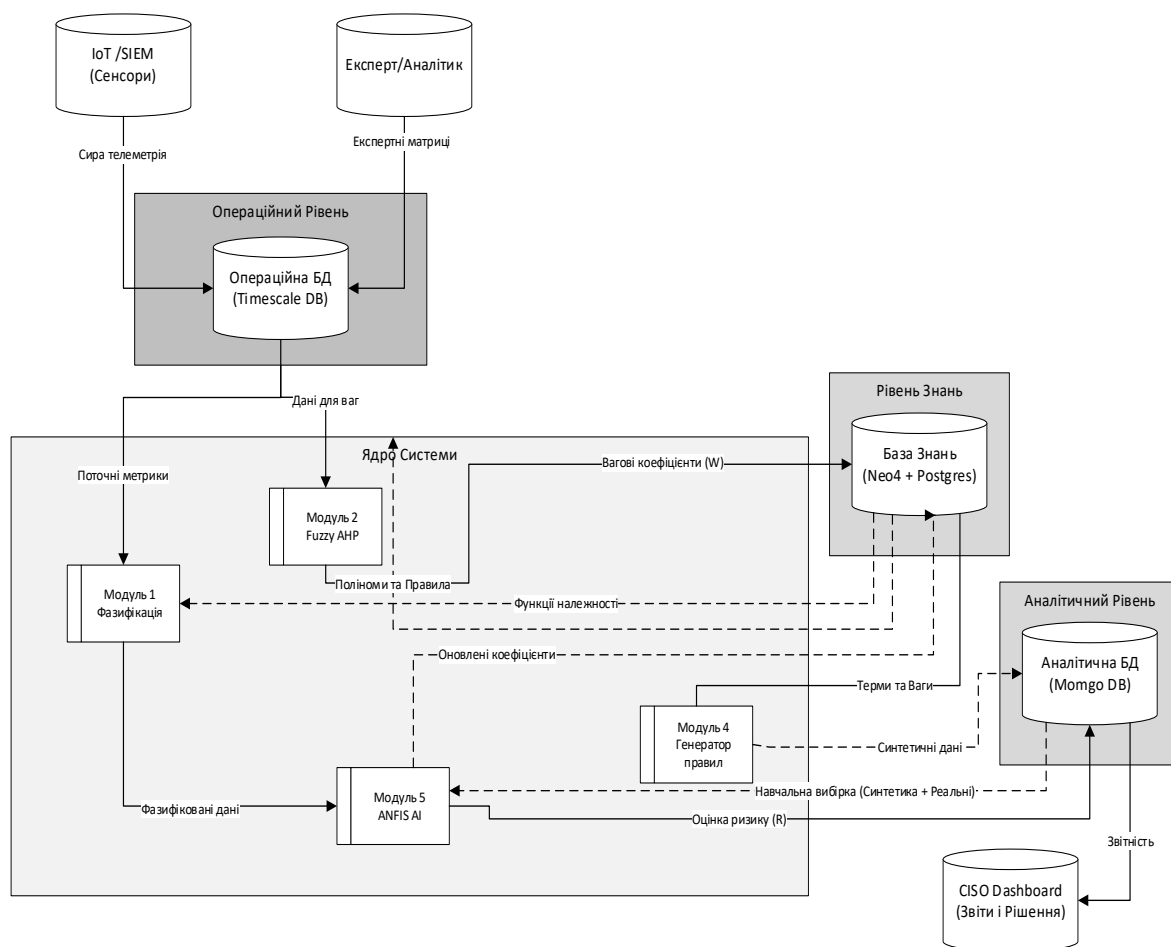 IoT /SIEM
(Сенсори)
Експерт/Аналітик
Сира телеметрія
Експертні матриці
Операційний Рівень
Операційна БД
(Timescale DB)
Дані для ваг
Рівень Знань
База Знань
(Neo4 + Postgres)
Ядро Системи
Вагові коефіцієнти (W)
Поточні метрики
Модуль 2
Fuzzy AHP
Поліноми та Правила
Модуль 1
Фазифікація
Функції належності
Аналітичний Рівень
Аналітична БД
(Momgo DB)
Оновлені коефіцієнти
Терми та Ваги
Модуль 4
Генератор
правил
Синтетичні дані
Модуль 5
ANFIS AI
Навчальна вибірка (Синтетика + Реальні)
Фазифіковані дані
Оцінка ризику (R)
Звітність
CISO Dashboard
(Звіти і Рішення)